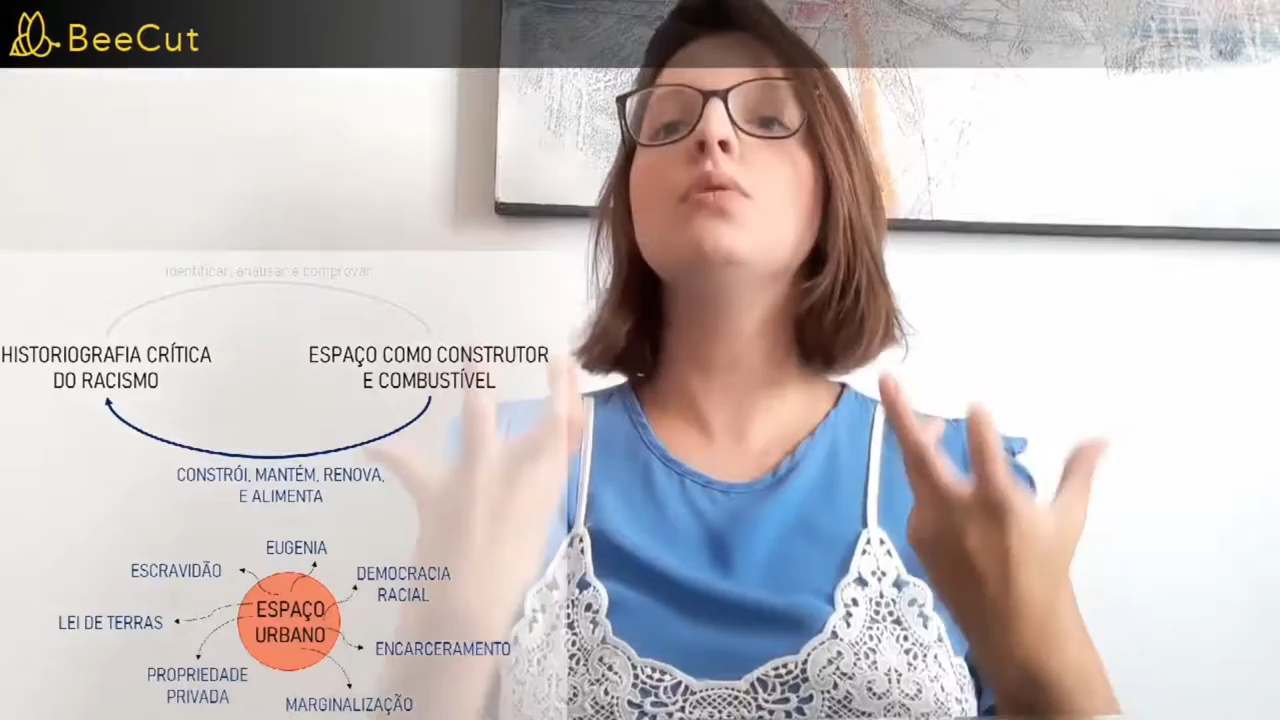 BeeCut
identificar, analisar e comprovar
HISTORIOGRAFIA CRÍTICA
DO RACISMO
ESPAÇO COMO CONSTRUTOR
E COMBUSTÍVEL
CONSTRÓI, MANTÉM, RENOVA,
E ALIMENTA
EUGENIA
ESCRAVIDÃO
DEMOCRACIA
RACIAL
ESPAÇO
URBANO
LEI DE TERRAS
ENCARCERAMENTO
PROPRIEDADE
PRIVADA
MARGINALIZAÇÃO